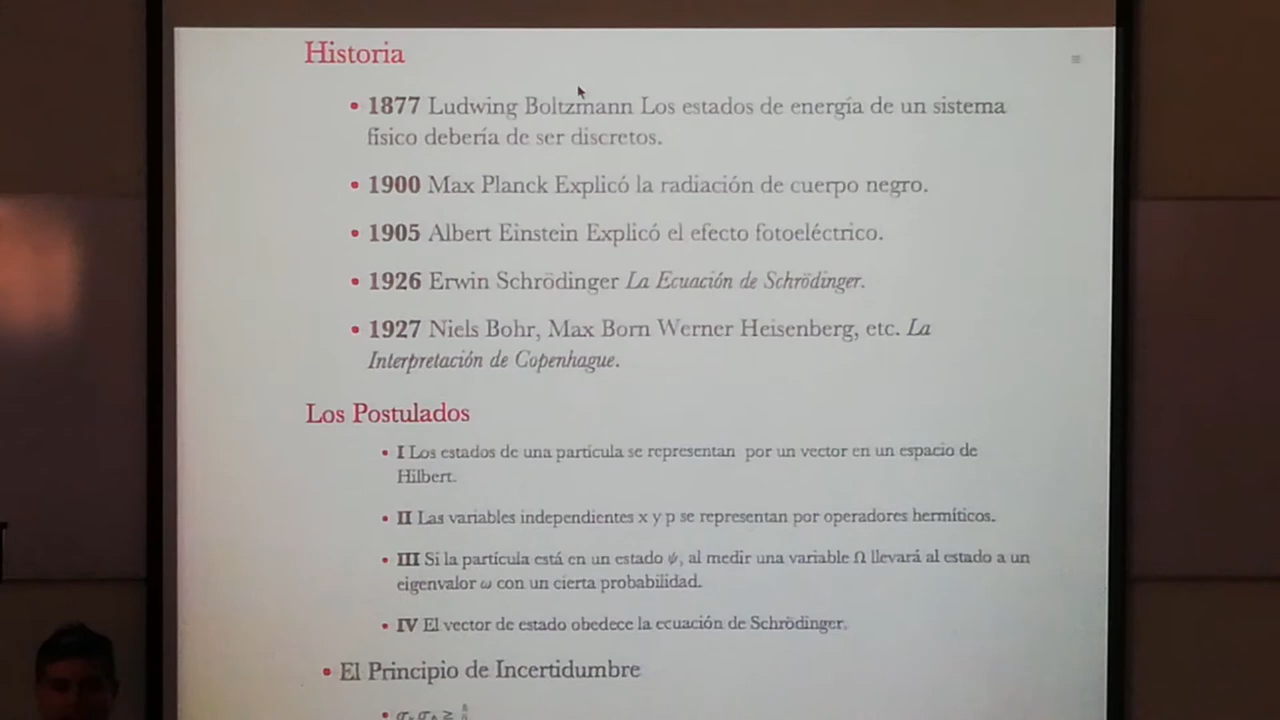 Historia
• 1877 Ludwing Boltzmann Los estados de energía de un sistema
físico debería de ser discretos.
• 1900 Max Planck Explicó la radiación de cuerpo negro.
• 1905 Albert Einstein Explicó el efecto fotoeléctrico.
• 1926 Erwin Schrödinger La Ecuación de Schrödinger.
• 1927 Niels Bohr, Max Born Werner Heisenberg, etc. La
Interpretación de Copenhague.
Los Postulados
• I Los estados de una partícula se representan por un vector en un espacio de
Hilbert.
• II Las variables independientes x y p se representan por operadores hermíticos.
• III Si la partícula está en un estado ψ, al medir una variable Ω llevará al estado a un
eigenvalor ω con un cierta probabilidad.
• IV El vector de estado obedece la ecuación de Schrödinger.
• El Principio de Incertidumbre